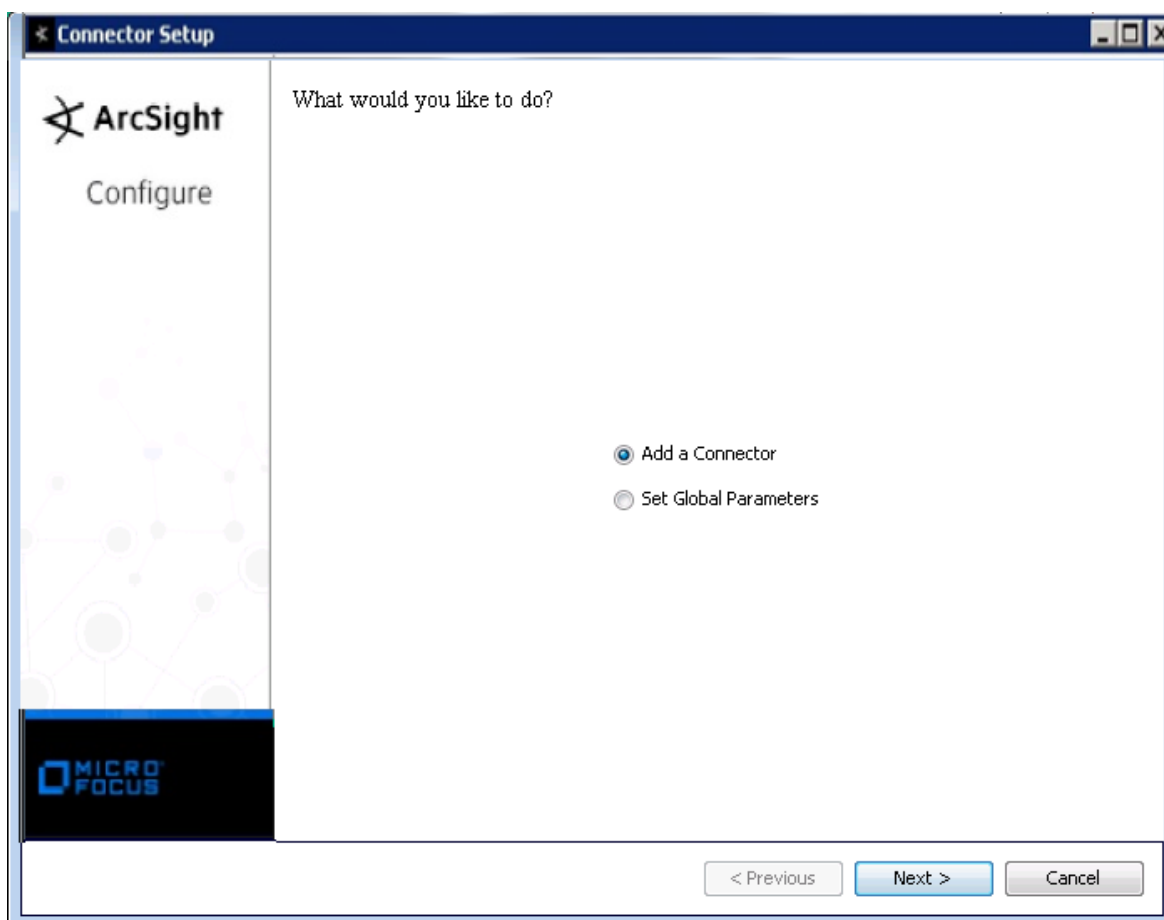 Connector Setup
ArcSight
Configure
What would you like to do?
Add a Connector
Set Global Parameters
MICRO
FOCUS
< Previous
Next >
Cancel